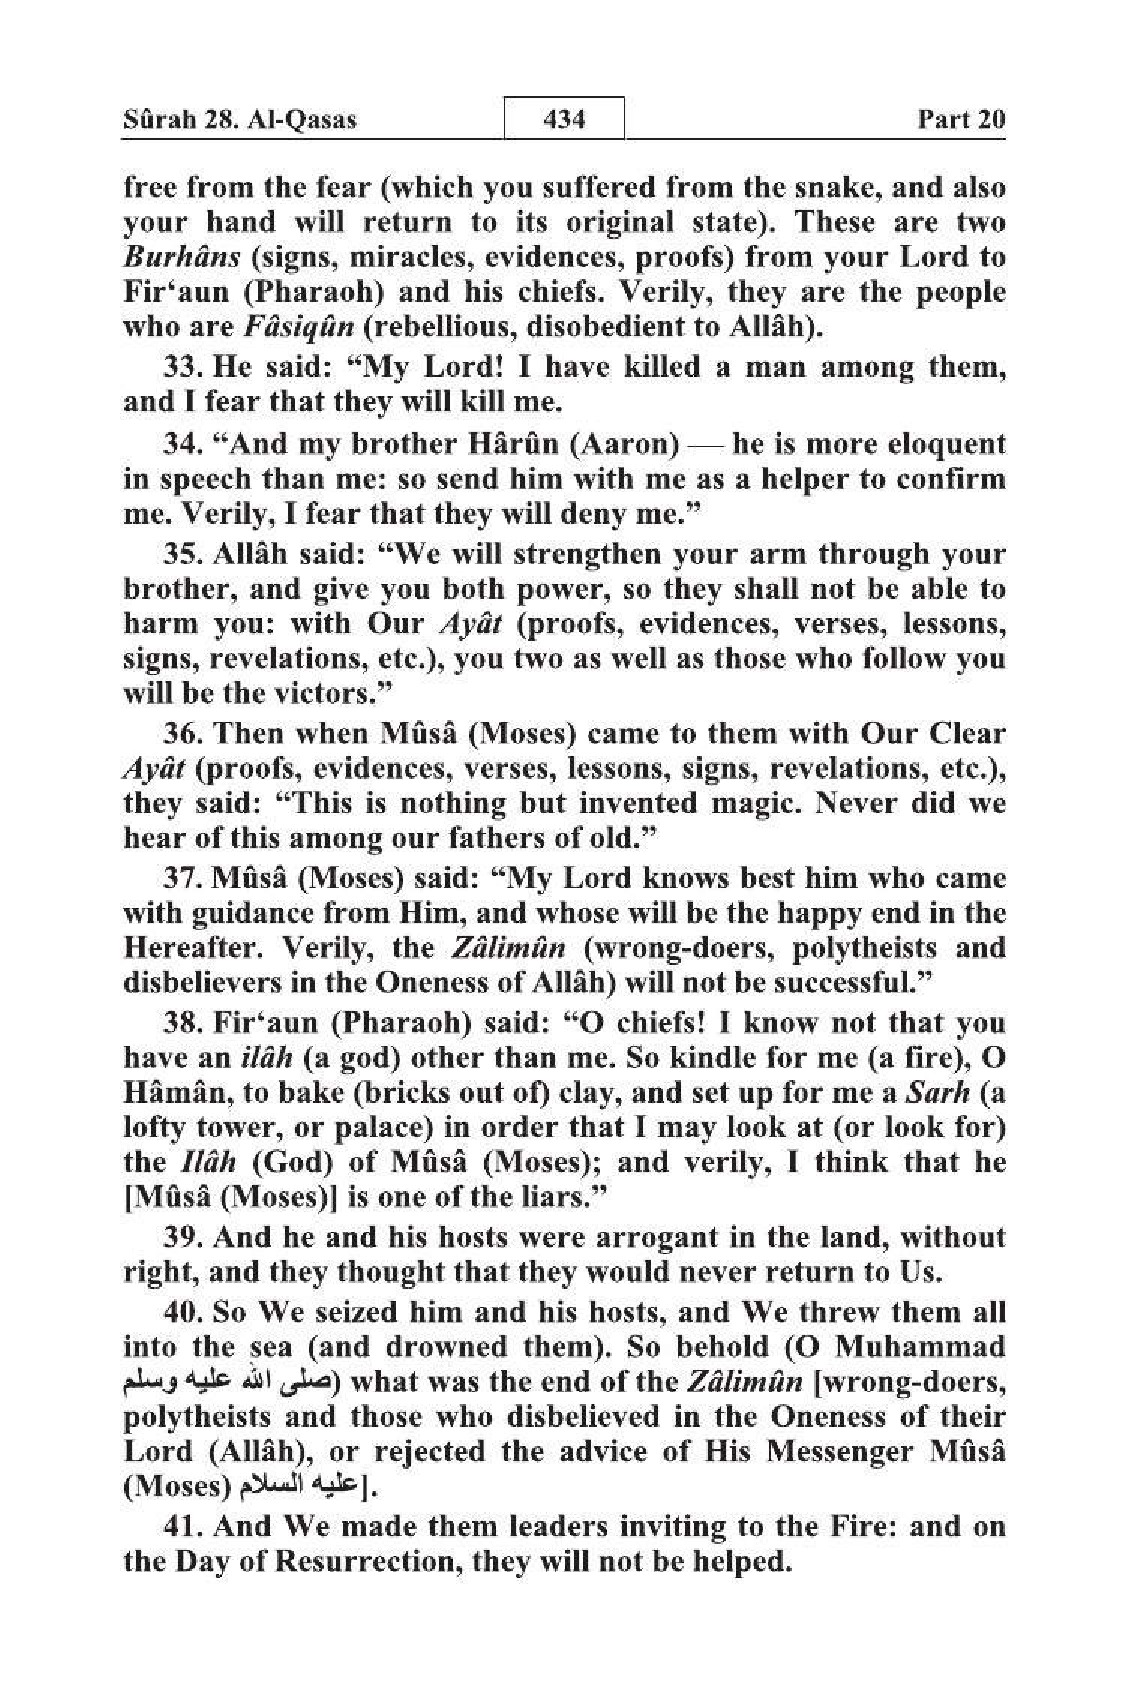 Sûrah 28. Al-Qasas 434 Part 20
free from the fear (which you suffered from the snake, and also
your hand will return to its original state). These are two
Burhâns (signs, miracles, evidences, proofs) from your Lord to
Fir‘aun (Pharaoh) and his chiefs. Verily, they are the people
who are Fâsiqûn (rebellious, disobedient to Allâh).
33. He said: “My Lord! I have killed a man among them,
and I fear that they will kill me.
34. “And my brother Hârûn (Aaron) — he is more eloquent
in speech than me: so send him with me as a helper to confirm
me. Verily, I fear that they will deny me.”
35. Allâh said: “We will strengthen your arm through your
brother, and give you both power, so they shall not be able to
harm you: with Our Ayât (proofs, evidences, verses, lessons,
signs, revelations, etc.), you two as well as those who follow you
will be the victors.”
36. Then when Mûsâ (Moses) came to them with Our Clear
Ayât (proofs, evidences, verses, lessons, signs, revelations, etc.),
they said: “This is nothing but invented magic. Never did we
hear of this among our fathers of old.”
37. Mûsâ (Moses) said: “My Lord knows best him who came
with guidance from Him, and whose will be the happy end in the
Hereafter. Verily, the Zâlimûn (wrong-doers, polytheists and
disbelievers in the Oneness of Allâh) will not be successful.”
38. Fir‘aun (Pharaoh) said: “O chiefs! I know not that you
have an ilâh (a god) other than me. So kindle for me (a fire), O
Hâmân, to bake (bricks out of) clay, and set up for me a Sarh (a
lofty tower, or palace) in order that I may look at (or look for)
the Ilâh (God) of Mûsâ (Moses); and verily, I think that he
[Mûsâ (Moses)] is one of the liars.”
39. And he and his hosts were arrogant in the land, without
right, and they thought that they would never return to Us.
40. So We seized him and his hosts, and We threw them all
into the sea (and drowned them). So behold (O Muhammad
صلى الله عليه وسلم) what was the end of the Zâlimûn [wrong-doers,
polytheists and those who disbelieved in the Oneness of their
Lord (Allâh), or rejected the advice of His Messenger Mûsâ
(Moses) عليه السلام].
41. And We made them leaders inviting to the Fire: and on
the Day of Resurrection, they will not be helped.